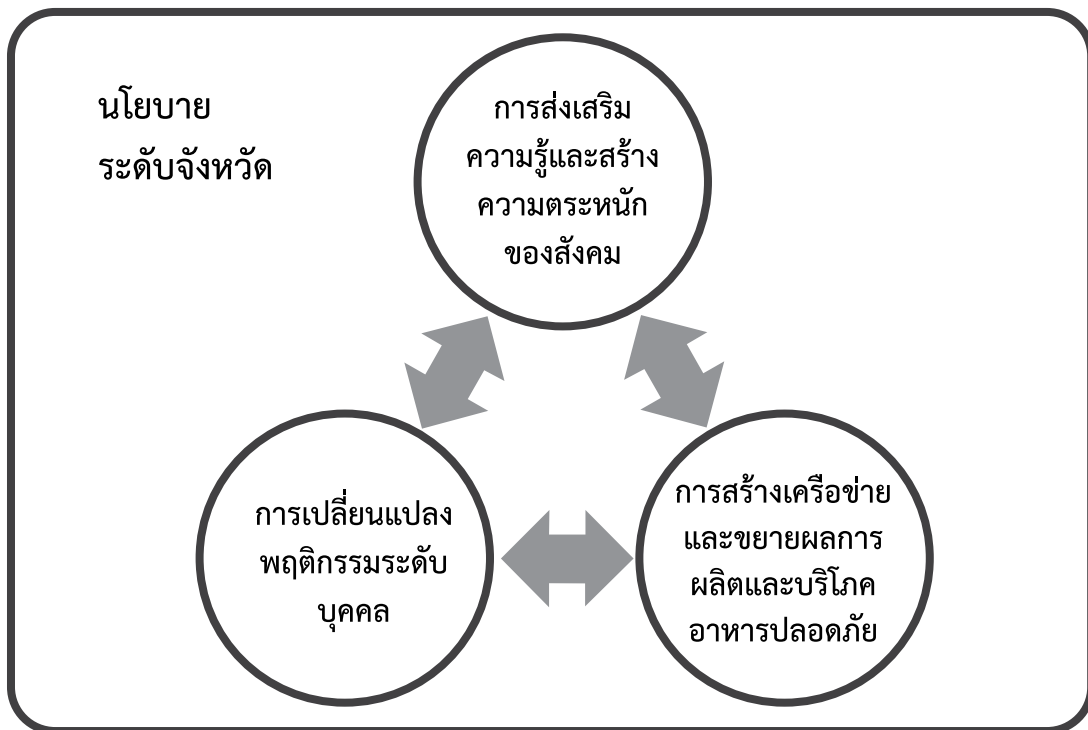 นโยบาย
ระดับจังหวัด
การส่งเสริม
ความรู้และสร้าง
ความตระหนัก
ของสังคม
การเปลี่ยนแปลง
พฤติกรรมระดับ
บุคคล
การสร้างเครือข่าย
และขยายผลการ
ผลิตและบริโภค
อาหารปลอดภัย